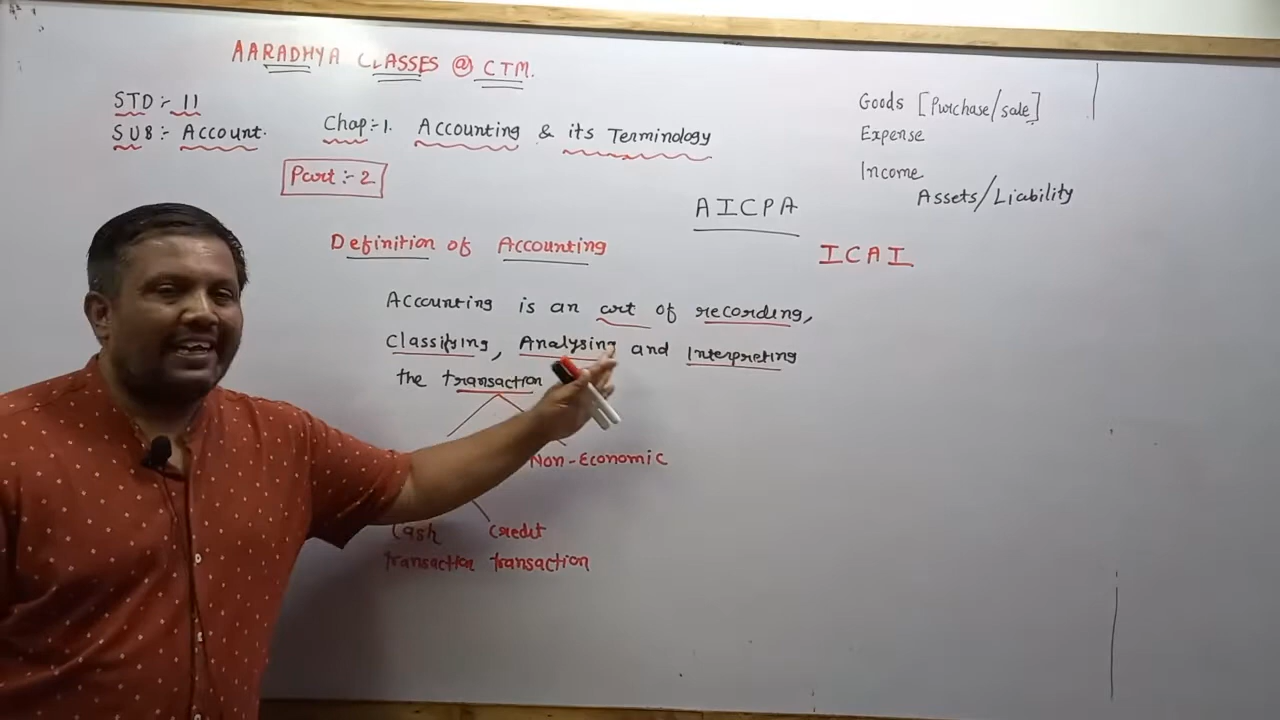 AARADHYA CLASSES @ CTM.
STD:- 11
SUB:- Account.
Chap:-1. Accounting & its Terminology
Part:-2
Goods [Purchase/sale]
Expense
Income
Assets/Liability
AICPA
ICAI
Definition of Accounting
Accounting is an art of recording,
Classifying, Analysing and Interpreting
the transaction
Non-Economic
Cash Credit
transaction transaction